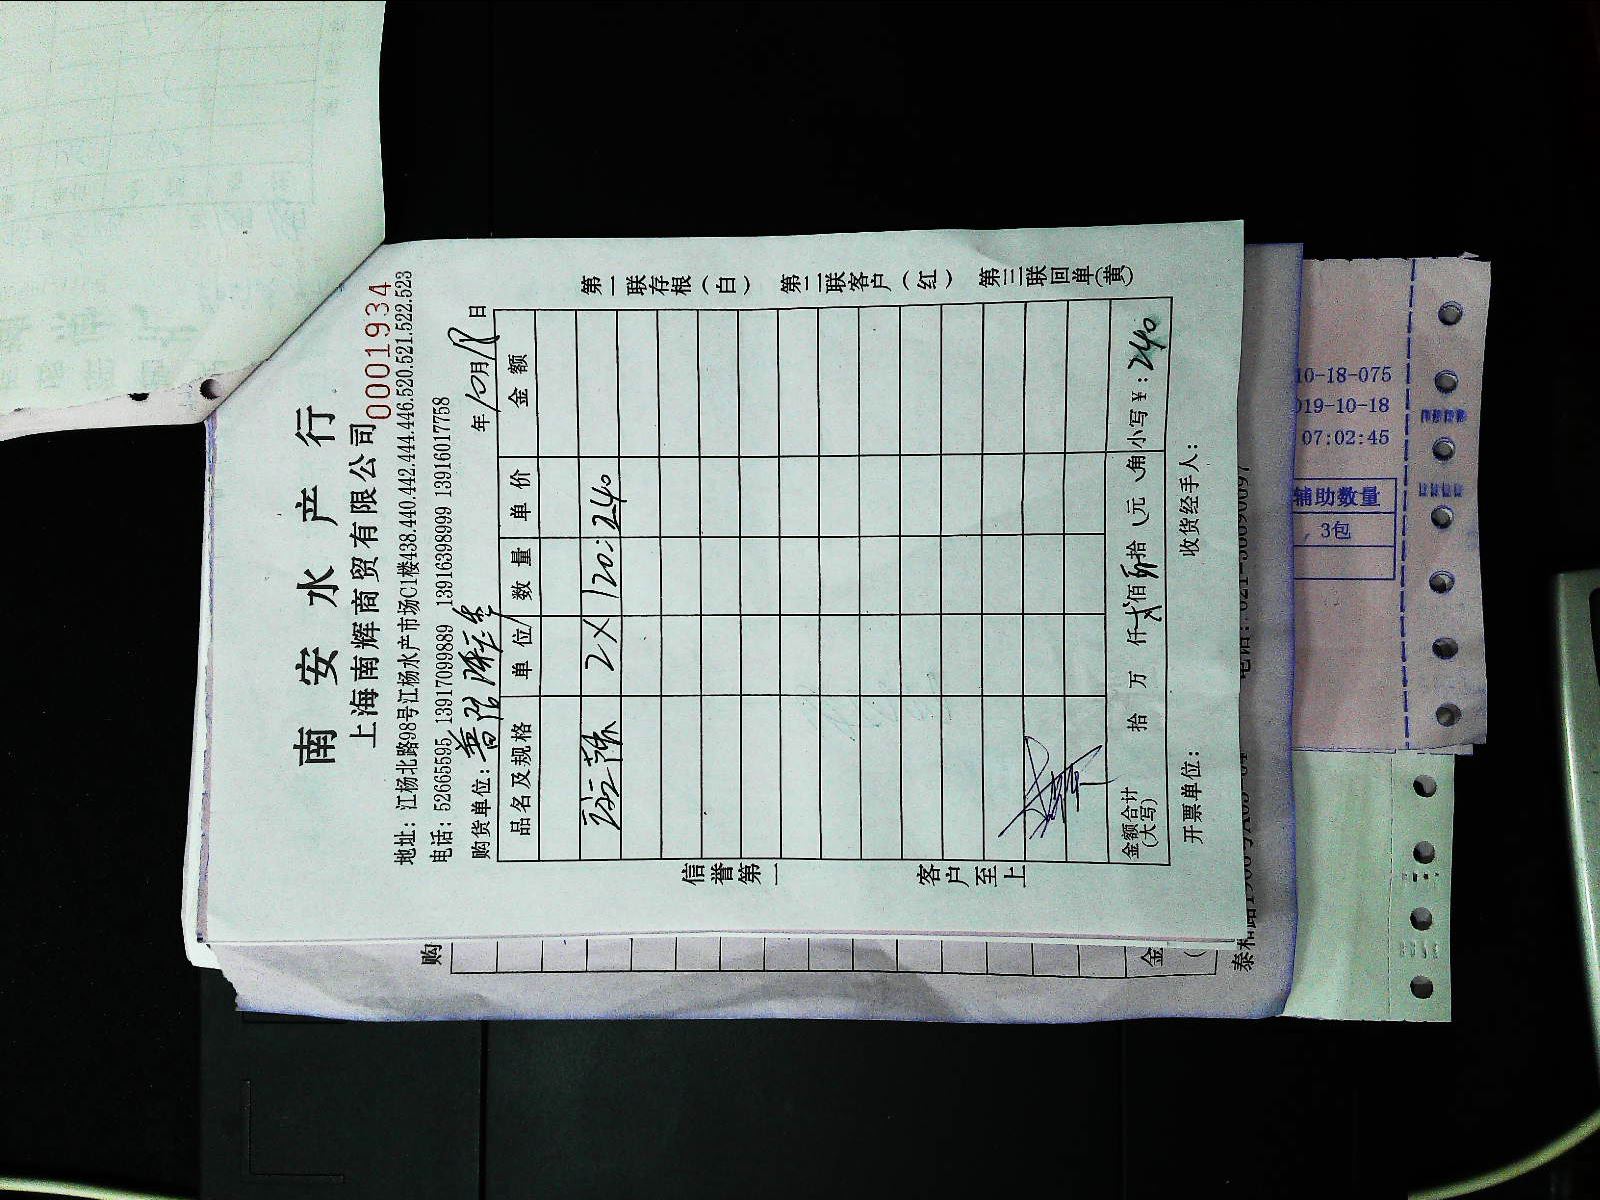 南安水产行
上海南辉商贸有限公司
0001934
地址：江杨北路98号江杨水产市场C1楼438.440.442.444.446.520.521.522.523
电话：52665595 13917099889 13916398999 13916017758
购货单位： 年10月18日
品名及规格 单位 数量 单价 金额
2×120=240
金额合计(大写) 拾 万 仟贰佰肆拾 元 角 小写¥：240
开票单位： 收货经手人：
信誉第一 客户至上
第一联存根(白) 第二联客户(红) 第三联回单(黄)
购
金
10-18-075
019-10-18
07:02:45
辅助数量
3包